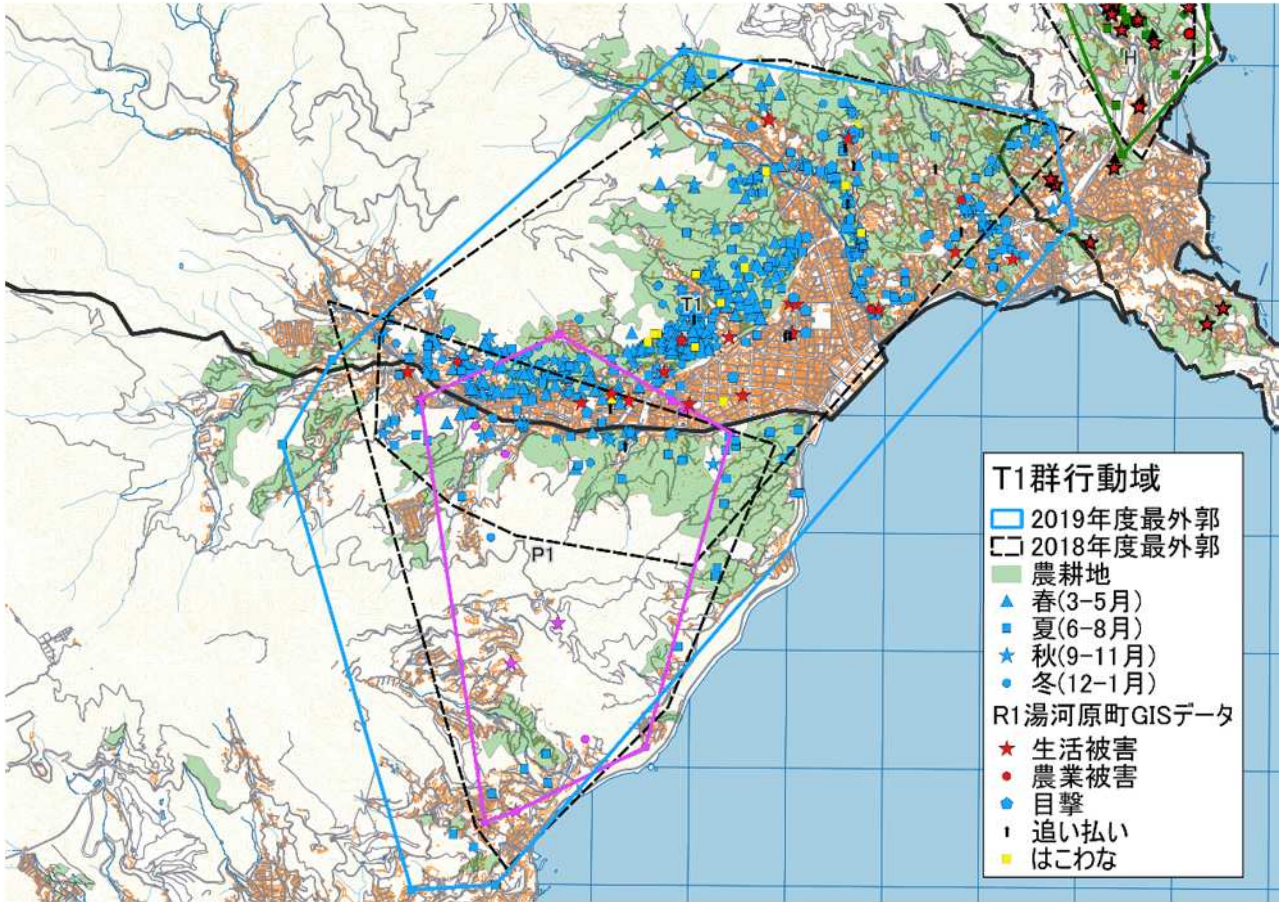 H
T1
P1
T1群行動域
2019年度最外郭
2018年度最外郭
農耕地
春(3-5月)
夏(6-8月)
秋(9-11月)
冬(12-1月)
R1湯河原町GISデータ
生活被害
農業被害
目撃
追い払い
はこわな